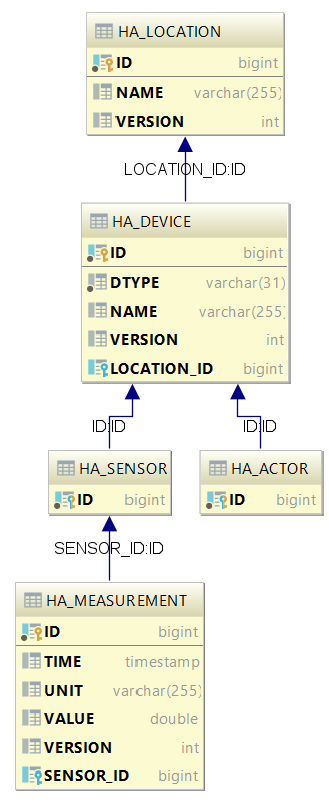 HA_LOCATION
ID bigint
NAME varchar(255)
VERSION int
LOCATION_ID:ID
HA_DEVICE
ID bigint
DTYPE varchar(31)
NAME varchar(255)
VERSION int
LOCATION_ID bigint
ID:ID ID:ID
HA_SENSOR HA_ACTOR
ID bigint ID bigint
SENSOR_ID:ID
HA_MEASUREMENT
ID bigint
TIME timestamp
UNIT varchar(255)
VALUE double
VERSION int
SENSOR_ID bigint